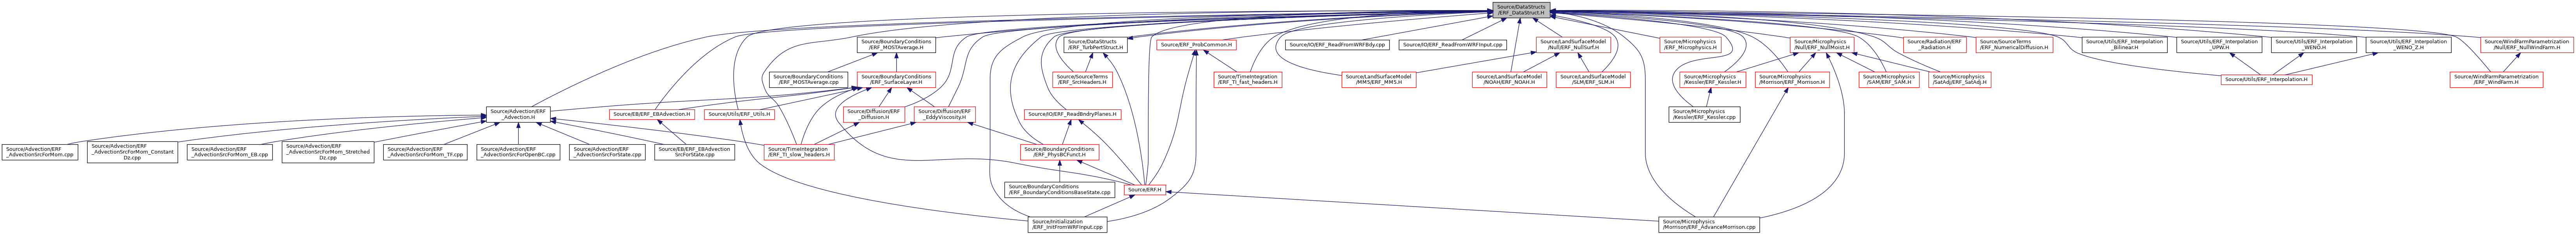 Source/DataStructs
/ERF_DataStruct.H
Source/BoundaryConditions
/ERF_MOSTAverage.H
Source/DataStructs
/ERF_TurbPertStruct.H
Source/ERF_ProbCommon.H
Source/IO/ERF_ReadFromWRFBdy.cpp
Source/IO/ERF_ReadFromWRFInput.cpp
Source/LandSurfaceModel
/Null/ERF_NullSurf.H
Source/Microphysics
/ERF_Microphysics.H
Source/Microphysics
/Null/ERF_NullMoist.H
Source/Radiation/ERF
_Radiation.H
Source/SourceTerms
/ERF_NumericalDiffusion.H
Source/Utils/ERF_Interpolation
_Bilinear.H
Source/Utils/ERF_Interpolation
_UPW.H
Source/Utils/ERF_Interpolation
_WENO.H
Source/Utils/ERF_Interpolation
_WENO_Z.H
Source/WindFarmParametrization
/Null/ERF_NullWindFarm.H
Source/BoundaryConditions
/ERF_MOSTAverage.cpp
Source/BoundaryConditions
/ERF_SurfaceLayer.H
Source/SourceTerms
/ERF_SrcHeaders.H
Source/TimeIntegration
/ERF_TI_fast_headers.H
Source/LandSurfaceModel
/MM5/ERF_MM5.H
Source/LandSurfaceModel
/NOAH/ERF_NOAH.H
Source/LandSurfaceModel
/SLM/ERF_SLM.H
Source/Microphysics
/Kessler/ERF_Kessler.H
Source/Microphysics
/Morrison/ERF_Morrison.H
Source/Microphysics
/SAM/ERF_SAM.H
Source/Microphysics
/SatAdj/ERF_SatAdj.H
Source/Utils/ERF_Interpolation.H
Source/WindFarmParametrization
/ERF_WindFarm.H
Source/Advection/ERF
_Advection.H
Source/EB/ERF_EBAdvection.H
Source/Utils/ERF_Utils.H
Source/Diffusion/ERF
_Diffusion.H
Source/Diffusion/ERF
_EddyViscosity.H
Source/IO/ERF_ReadBndryPlanes.H
Source/Microphysics
/Kessler/ERF_Kessler.cpp
Source/Advection/ERF
_AdvectionSrcForMom.cpp
Source/Advection/ERF
_AdvectionSrcForMom_Constant
Dz.cpp
Source/Advection/ERF
_AdvectionSrcForMom_EB.cpp
Source/Advection/ERF
_AdvectionSrcForMom_Stretched
Dz.cpp
Source/Advection/ERF
_AdvectionSrcForMom_TF.cpp
Source/Advection/ERF
_AdvectionSrcForOpenBC.cpp
Source/Advection/ERF
_AdvectionSrcForState.cpp
Source/EB/ERF_EBAdvection
SrcForState.cpp
Source/TimeIntegration
/ERF_TI_slow_headers.H
Source/BoundaryConditions
/ERF_PhysBCFunct.H
Source/BoundaryConditions
/ERF_BoundaryConditionsBaseState.cpp
Source/ERF.H
Source/Initialization
/ERF_InitFromWRFInput.cpp
Source/Microphysics
/Morrison/ERF_AdvanceMorrison.cpp